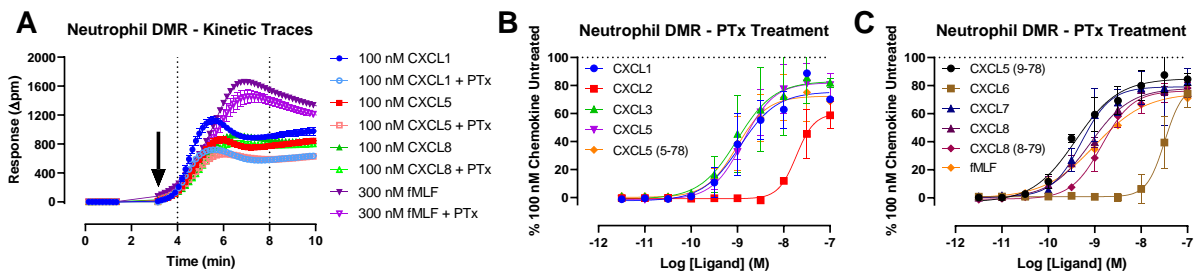 A
Neutrophil DMR - Kinetic Traces
Response (Δpm)
2000
1600
1200
800
400
0
0
2
4
6
8
10
Time (min)
100 nM CXCL1
100 nM CXCL1 + PTx
100 nM CXCL5
100 nM CXCL5 + PTx
100 nM CXCL8
100 nM CXCL8 + PTx
300 nM fMLF
300 nM fMLF + PTx
B
Neutrophil DMR - PTx Treatment
% 100 nM Chemokine Untreated
100
80
60
40
20
0
-12
-11
-10
-9
-8
-7
Log [Ligand] (M)
CXCL1
CXCL2
CXCL3
CXCL5
CXCL5 (5-78)
C
Neutrophil DMR - PTx Treatment
% 100 nM Chemokine Untreated
100
80
60
40
20
0
-12
-11
-10
-9
-8
-7
Log [Ligand] (M)
CXCL5 (9-78)
CXCL6
CXCL7
CXCL8
CXCL8 (8-79)
fMLF